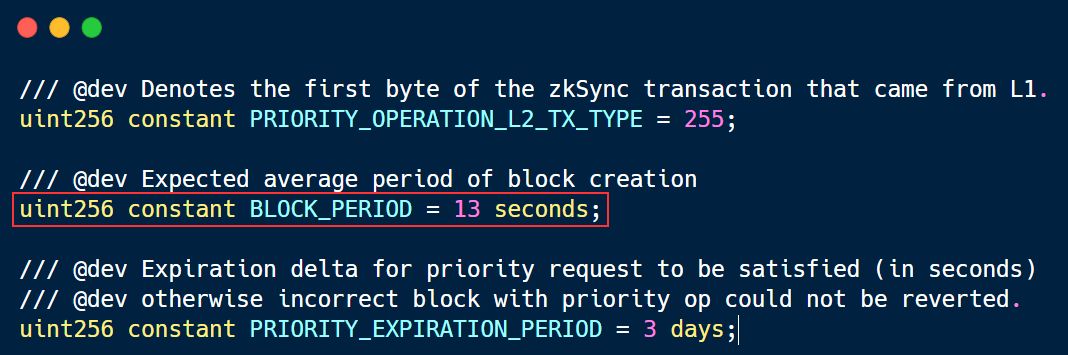 /// @dev Denotes the first byte of the zkSync transaction that came from L1.
uint256 constant PRIORITY_OPERATION_L2_TX_TYPE = 255;
/// @dev Expected average period of block creation
uint256 constant BLOCK_PERIOD = 13 seconds;
/// @dev Expiration delta for priority request to be satisfied (in seconds)
/// @dev otherwise incorrect block with priority op could not be reverted.
uint256 constant PRIORITY_EXPIRATION_PERIOD = 3 days;